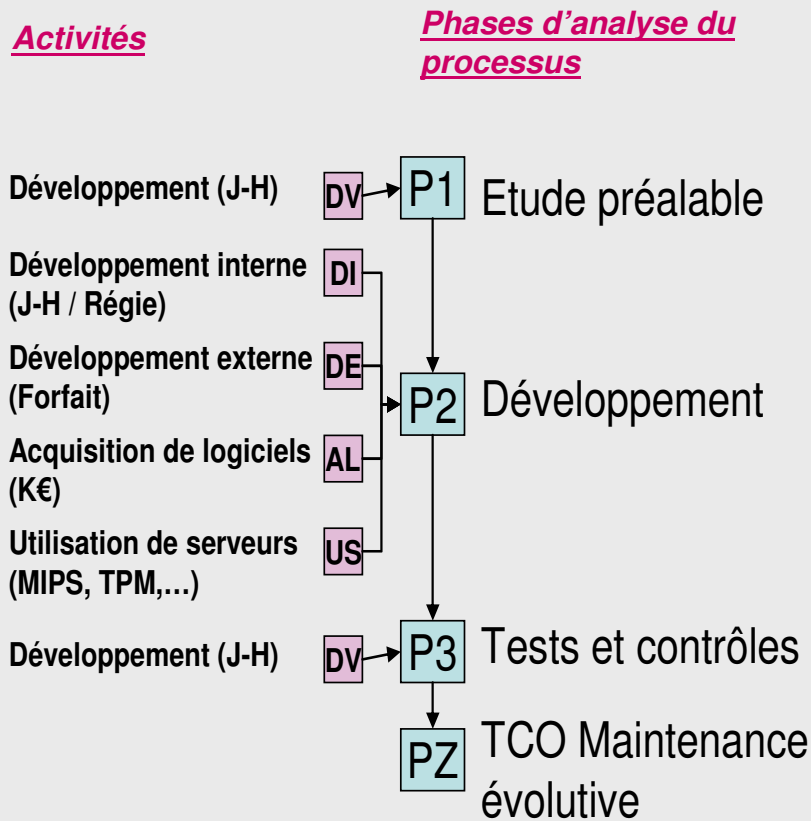 Activités
Phases d’analyse du
processus
Développement (J-H)
DV
P1
Etude préalable
Développement interne
(J-H / Régie)
DI
Développement externe
(Forfait)
DE
P2
Développement
Acquisition de logiciels
(K€)
AL
Utilisation de serveurs
(MIPS, TPM,…)
US
Développement (J-H)
DV
P3
Tests et contrôles
PZ
TCO Maintenance
évolutive